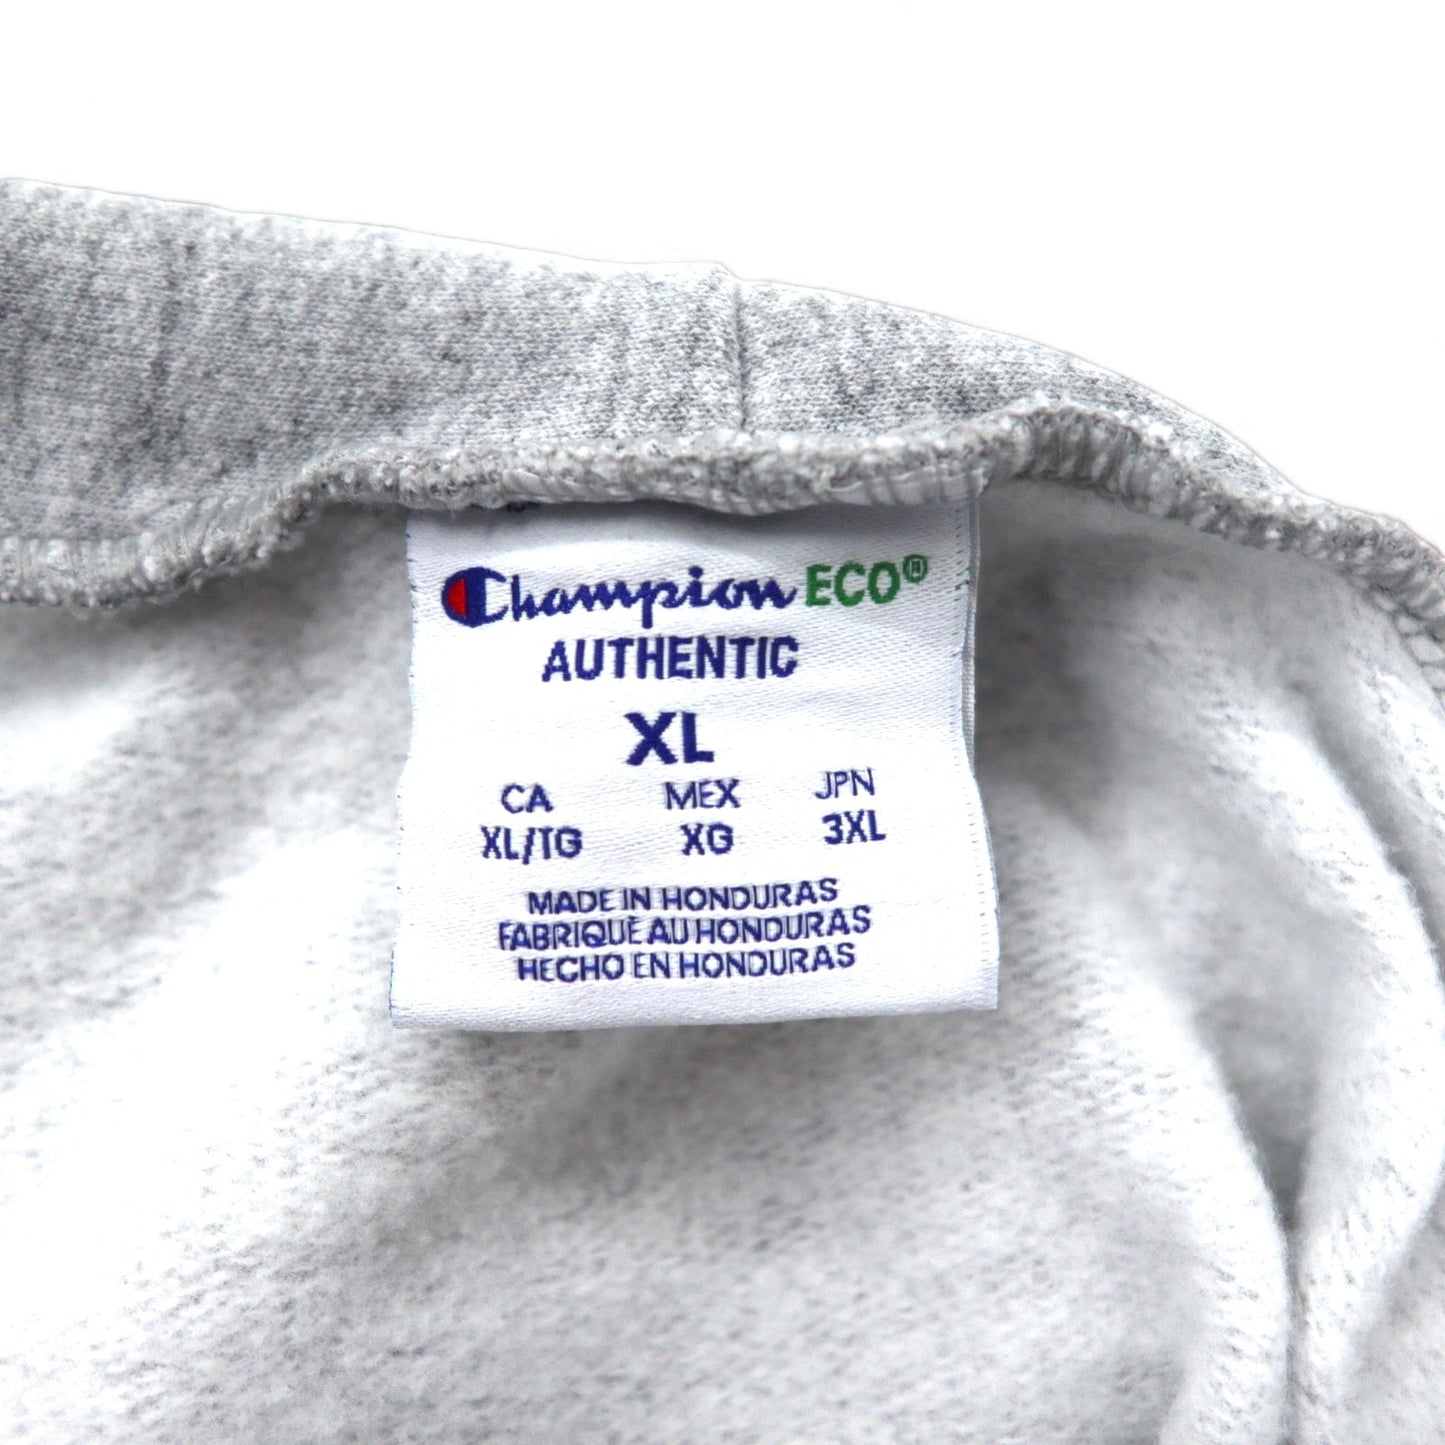 Champion ECO
AUTHENTIC
XL
CA MEX JPN
XL/TG XG 3XL
MADE IN HONDURAS
FABRIQUÉ AU HONDURAS
HECHO EN HONDURAS